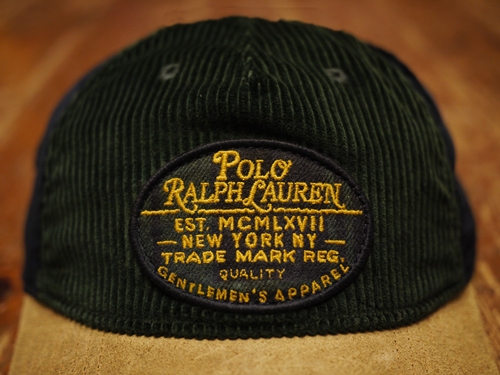 POLO
RALPH LAUREN
EST. MCMLXVII
— NEW YORK NY —
TRADE MARK REG.
QUALITY
GENTLEMEN'S APPAREL